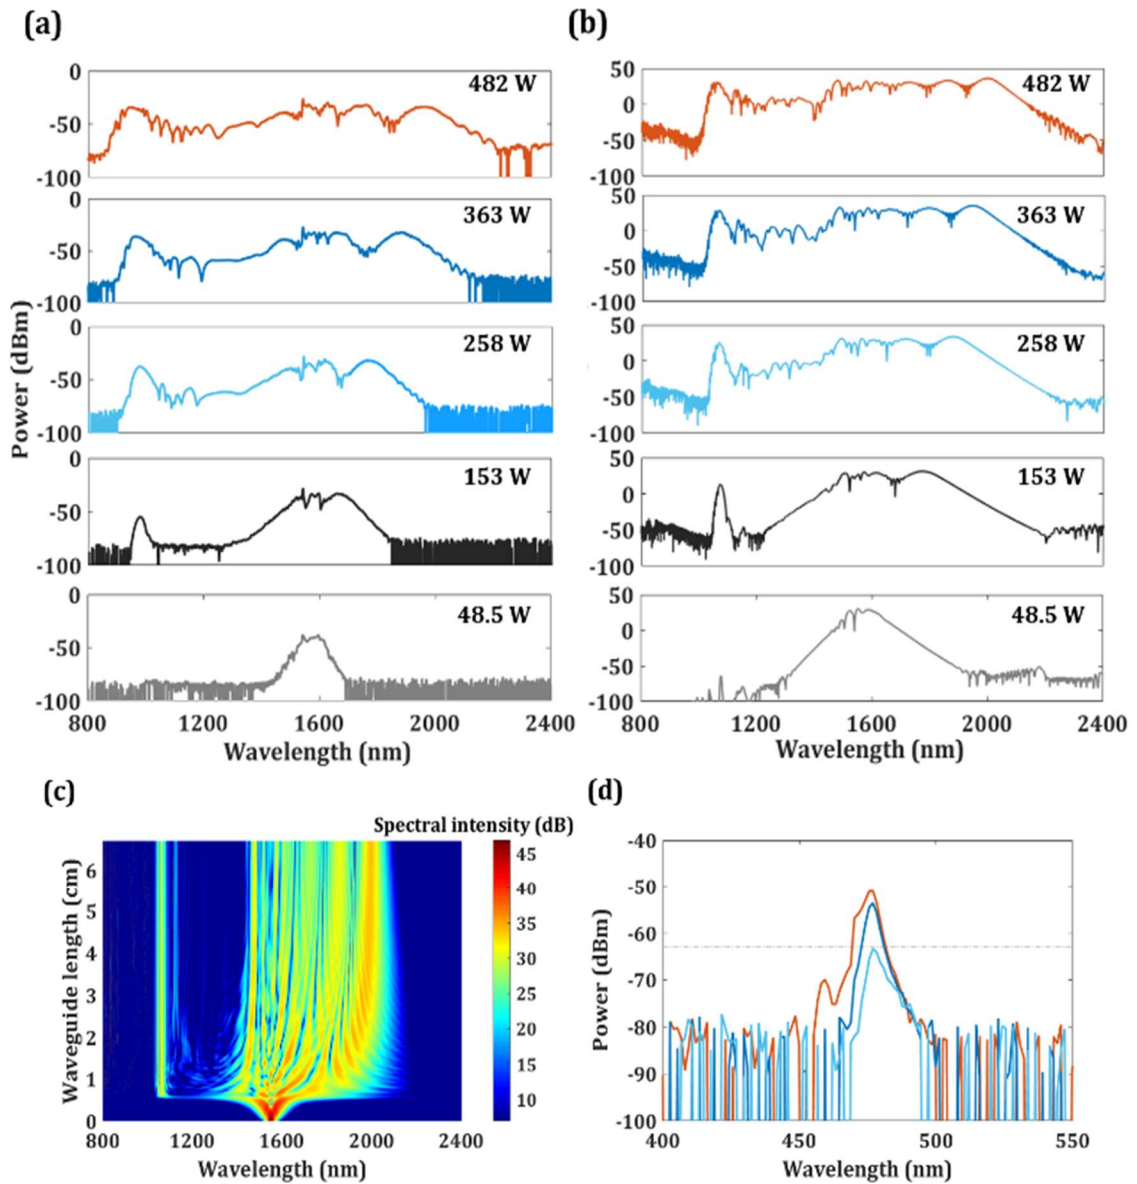 (a)
(b)
0
-50
-100
482 W
50
0
-50
-100
482 W
0
-50
-100
363 W
50
0
-50
-100
363 W
Power (dBm)
0
-50
-100
258 W
50
0
-50
-100
258 W
0
-50
-100
153 W
50
0
-50
-100
153 W
0
-50
-100
48.5 W
50
0
-50
-100
48.5 W
800 1200 1600 2000 2400
Wavelength (nm)
800 1200 1600 2000 2400
Wavelength (nm)
(c)
(d)
Spectral intensity (dB)
Waveguide length (cm)
6
5
4
3
2
1
0
800 1200 1600 2000 2400
Wavelength (nm)
45
40
35
30
25
20
15
10
Power (dBm)
-40
-50
-60
-70
-80
-90
-100
400 450 500 550
Wavelength (nm)